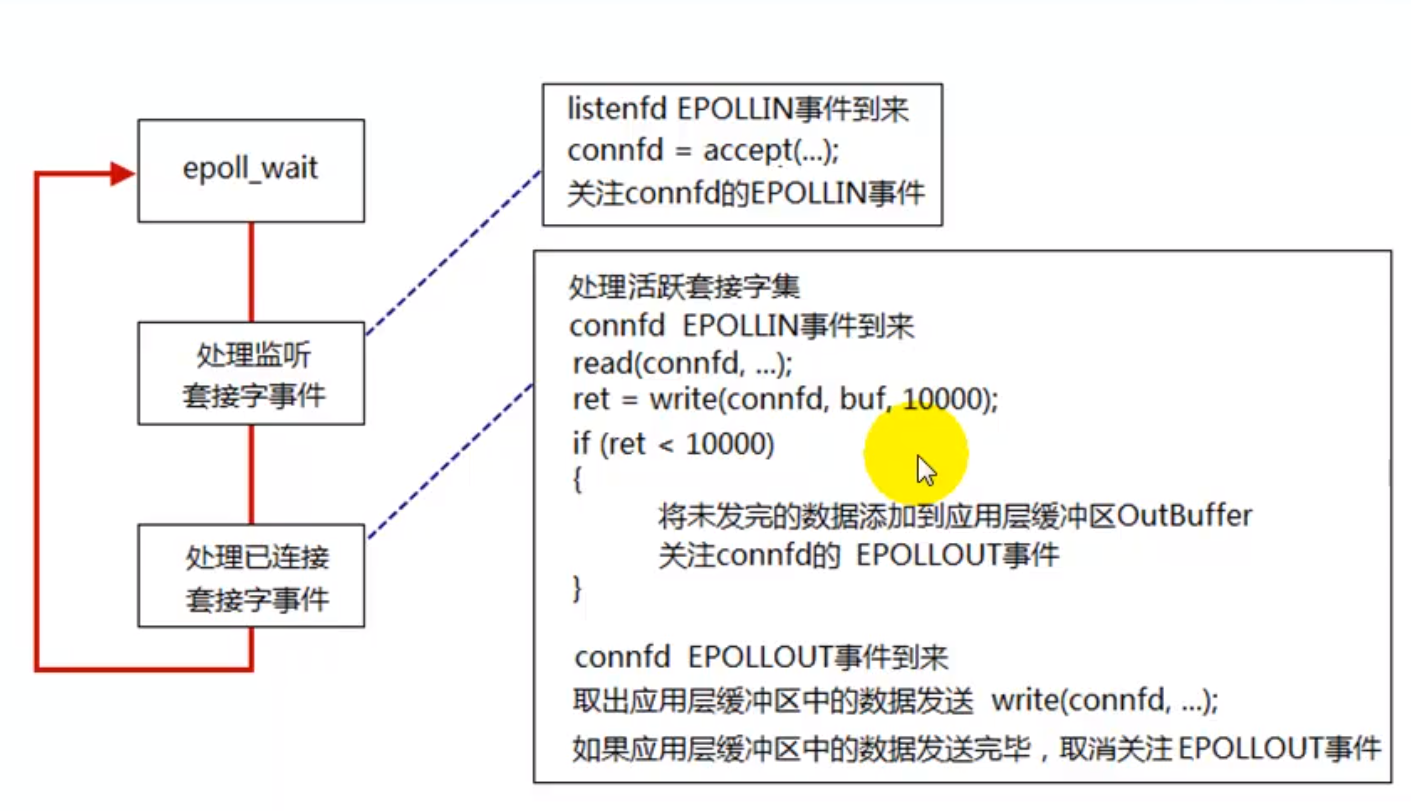 epoll_wait
处理监听
套接字事件
处理已连接
套接字事件
listenfd EPOLLIN事件到来
connfd = accept(...);
关注connfd的EPOLLIN事件
处理活跃套接字集
connfd EPOLLIN事件到来
read(connfd, ...);
ret = write(connfd, buf, 10000);
if (ret < 10000)
{
将未发完的数据添加到应用层缓冲区OutBuffer
关注connfd的 EPOLLOUT事件
}
connfd EPOLLOUT事件到来
取出应用层缓冲区中的数据发送 write(connfd, ...);
如果应用层缓冲区中的数据发送完毕，取消关注EPOLLOUT事件